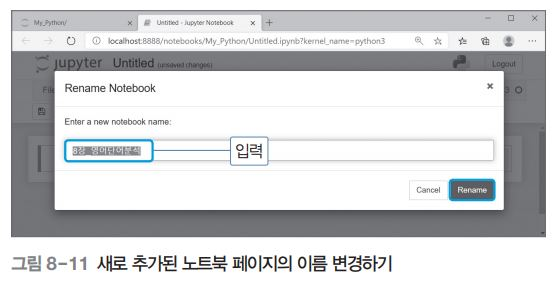 My_Python/
Untitled - Jupyter Notebook
localhost:8888/notebooks/My_Python/Untitled.ipynb?kernel_name=python3
jupyter Untitled (unsaved changes)
Logout
File
3
Rename Notebook
Enter a new notebook name:
8장_영어단어분석
입력
Cancel
Rename
그림 8-11 새로 추가된 노트북 페이지의 이름 변경하기